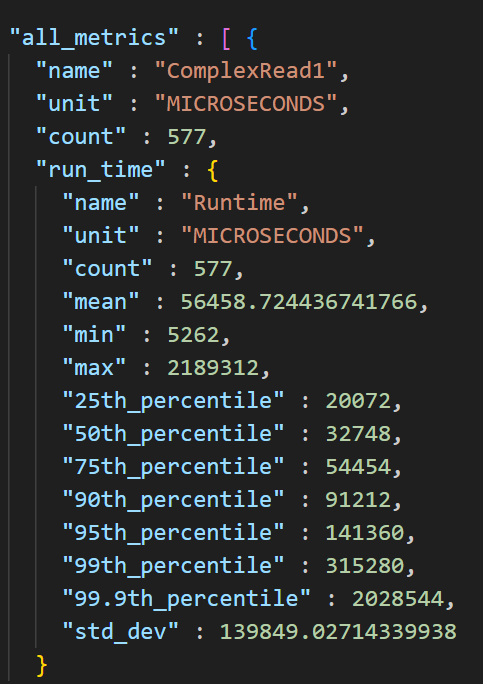 "all_metrics" : [ {
"name" : "ComplexRead1",
"unit" : "MICROSECONDS",
"count" : 577,
"run_time" : {
"name" : "Runtime",
"unit" : "MICROSECONDS",
"count" : 577,
"mean" : 56458.724436741766,
"min" : 5262,
"max" : 2189312,
"25th_percentile" : 20072,
"50th_percentile" : 32748,
"75th_percentile" : 54454,
"90th_percentile" : 91212,
"95th_percentile" : 141360,
"99th_percentile" : 315280,
"99.9th_percentile" : 2028544,
"std_dev" : 139849.02714339938
}